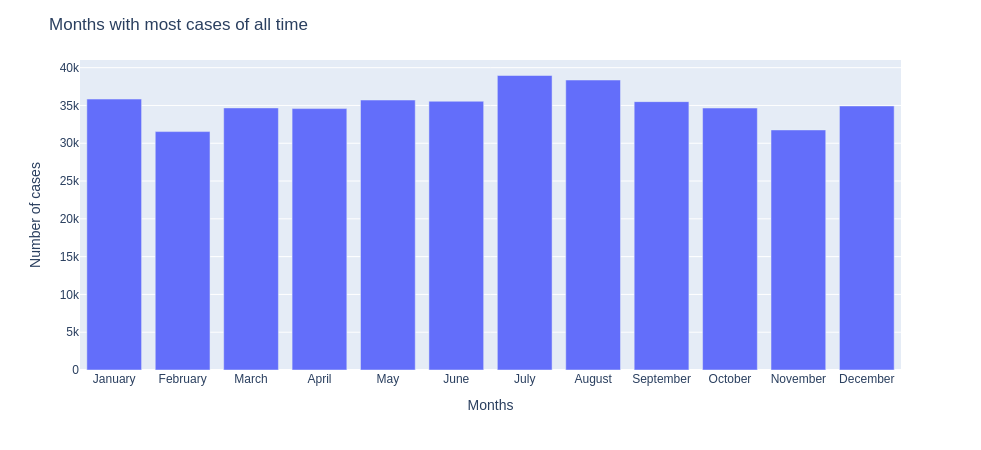 Months with most cases of all time
Number of cases
40k
35k
30k
25k
20k
15k
10k
5k
0
January February March April May June July August September October November December
Months